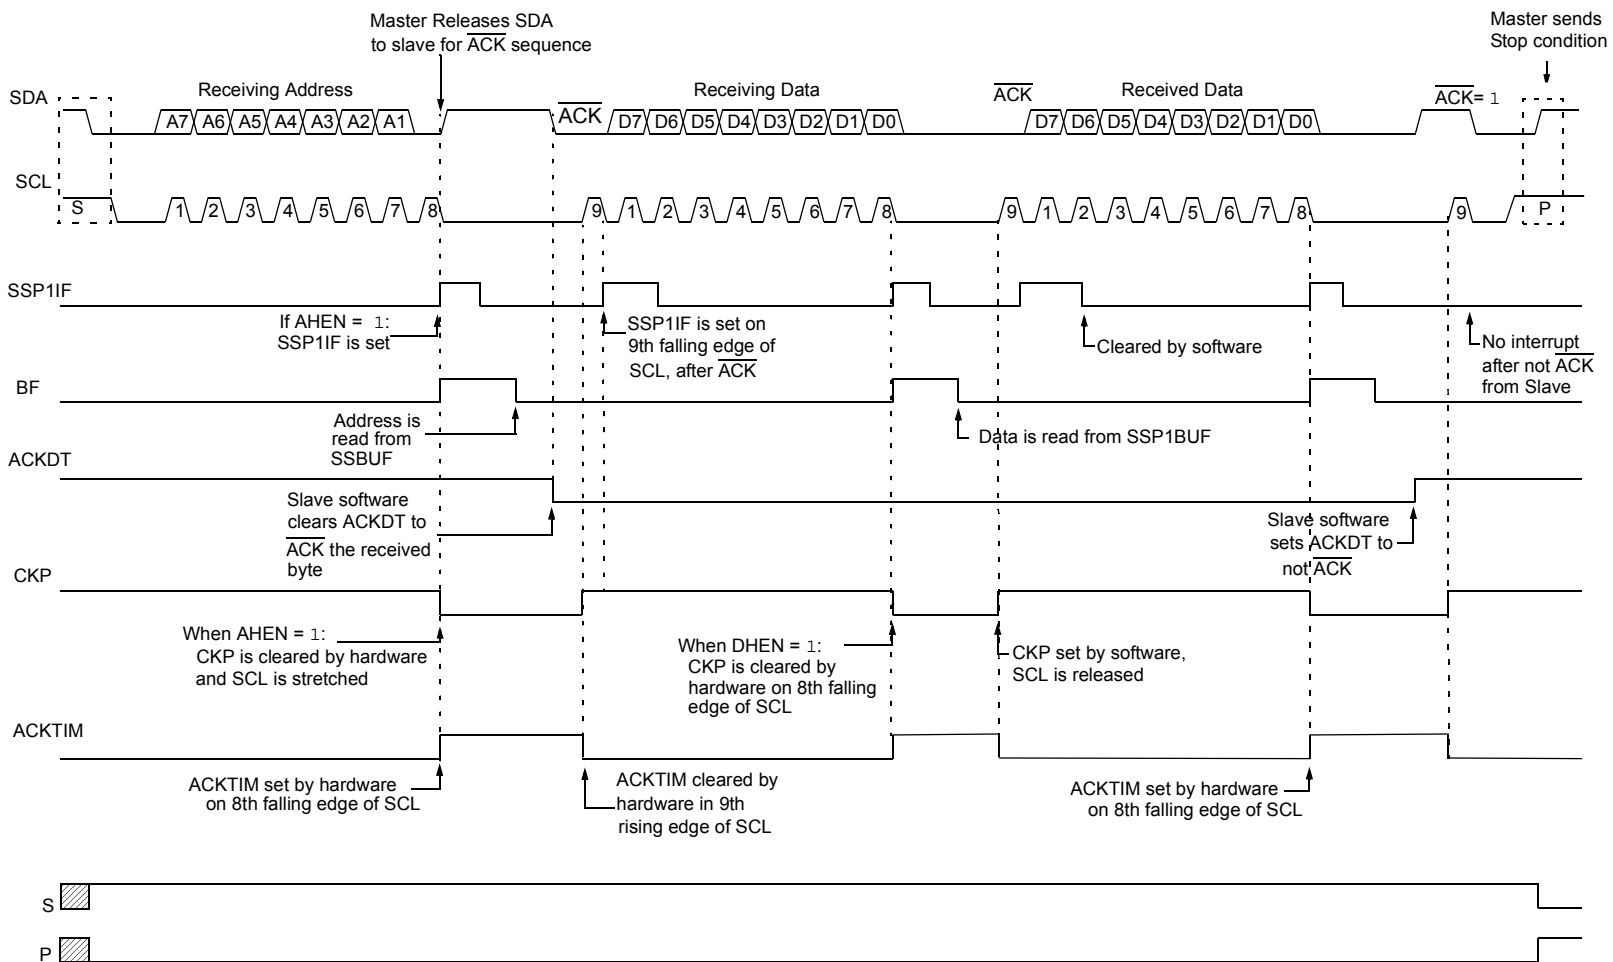 Master Releases SDA
to slave for ACK sequence
Master sends
Stop condition
SDA
Receiving Address
ACK
Receiving Data
ACK
Received Data
ACK= 1
A7 A6 A5 A4 A3 A2 A1
D7 D6 D5 D4 D3 D2 D1 D0
D7 D6 D5 D4 D3 D2 D1 D0
SCL
S
1 2 3 4 5 6 7 8
9 1 2 3 4 5 6 7 8
9 1 2 3 4 5 6 7 8
9
P
SSP1IF
If AHEN = 1:
SSP1IF is set
SSP1IF is set on
9th falling edge of
SCL, after ACK
Cleared by software
No interrupt
after not ACK
from Slave
BF
Address is
read from
SSBUF
Data is read from SSP1BUF
ACKDT
Slave software
clears ACKDT to
ACK the received
byte
Slave software
sets ACKDT to
not ACK
CKP
When AHEN = 1:
CKP is cleared by hardware
and SCL is stretched
When DHEN = 1:
CKP is cleared by
hardware on 8th falling
edge of SCL
CKP set by software,
SCL is released
ACKTIM
ACKTIM set by hardware
on 8th falling edge of SCL
ACKTIM cleared by
hardware in 9th
rising edge of SCL
ACKTIM set by hardware
on 8th falling edge of SCL
S
P